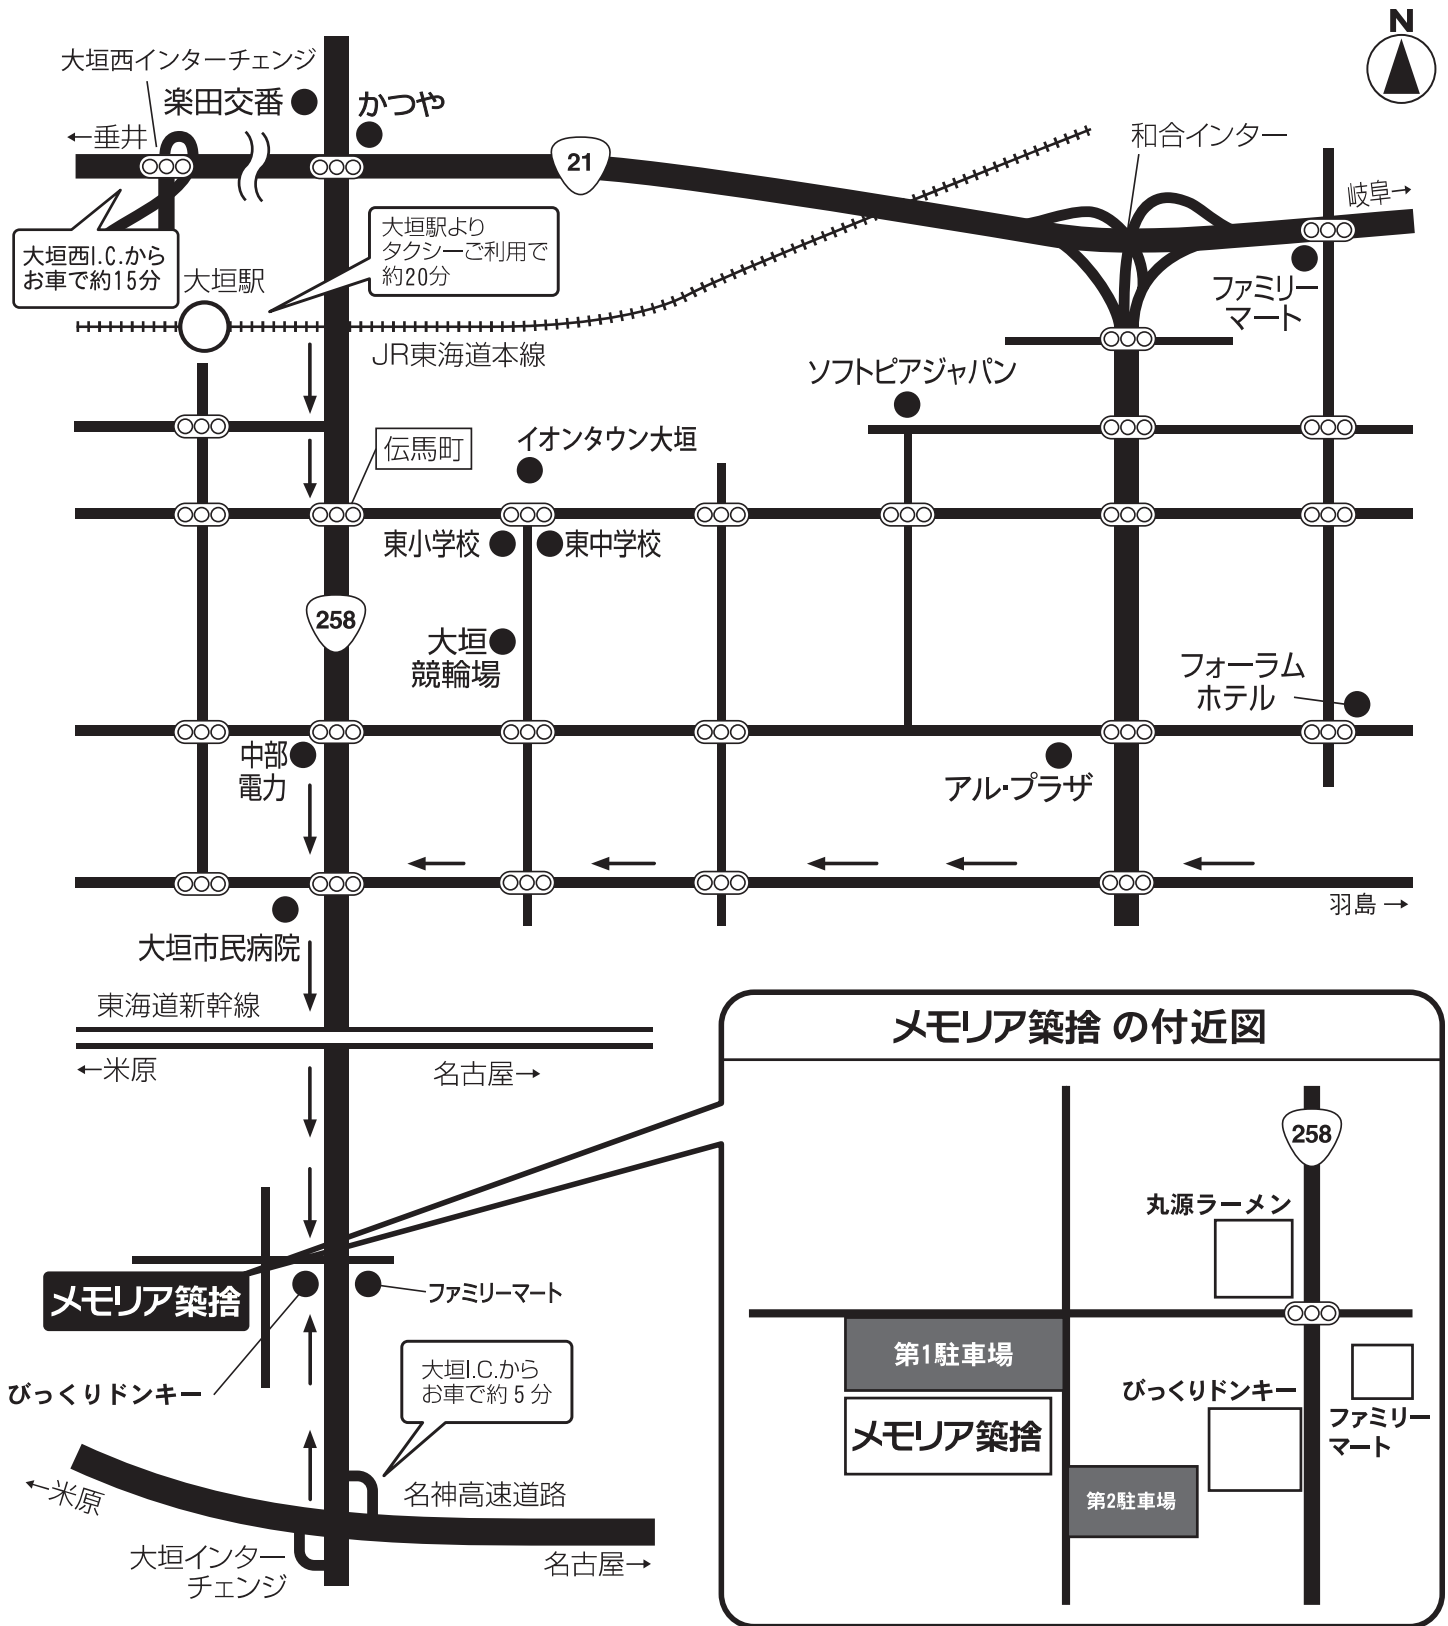 N
大垣西インターチェンジ
楽田交番
かつや
←垂井
21
和合インター
岐阜→
大垣西I.C.から
お車で約15分
大垣駅より
タクシーご利用で
約20分
大垣駅
ファミリー
マート
JR東海道本線
ソフトピアジャパン
伝馬町
イオンタウン大垣
東小学校
東中学校
258
大垣
競輪場
フォーラム
ホテル
中部
電力
アル・プラザ
羽島→
大垣市民病院
東海道新幹線
←米原
名古屋→
メモリア築捨
ファミリーマート
びっくりドンキー
大垣I.C.から
お車で約5分
←米原
名神高速道路
大垣インター
チェンジ
名古屋→
メモリア築捨 の付近図
258
丸源ラーメン
第1駐車場
メモリア築捨
びっくりドンキー
ファミリー
マート
第2駐車場